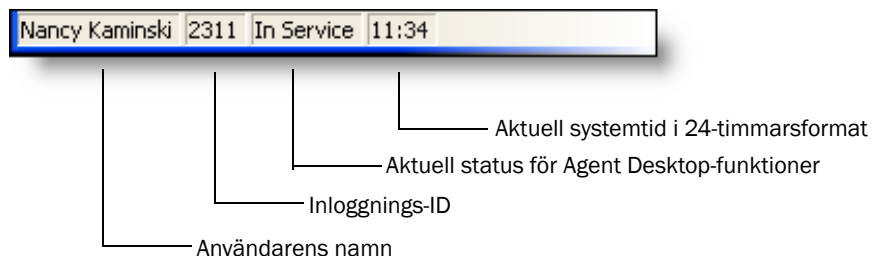 Nancy Kaminski 2311 In Service 11:34
Aktuell systemtid i 24-timmarsformat
Aktuell status för Agent Desktop-funktioner
Inloggnings-ID
Användarens namn